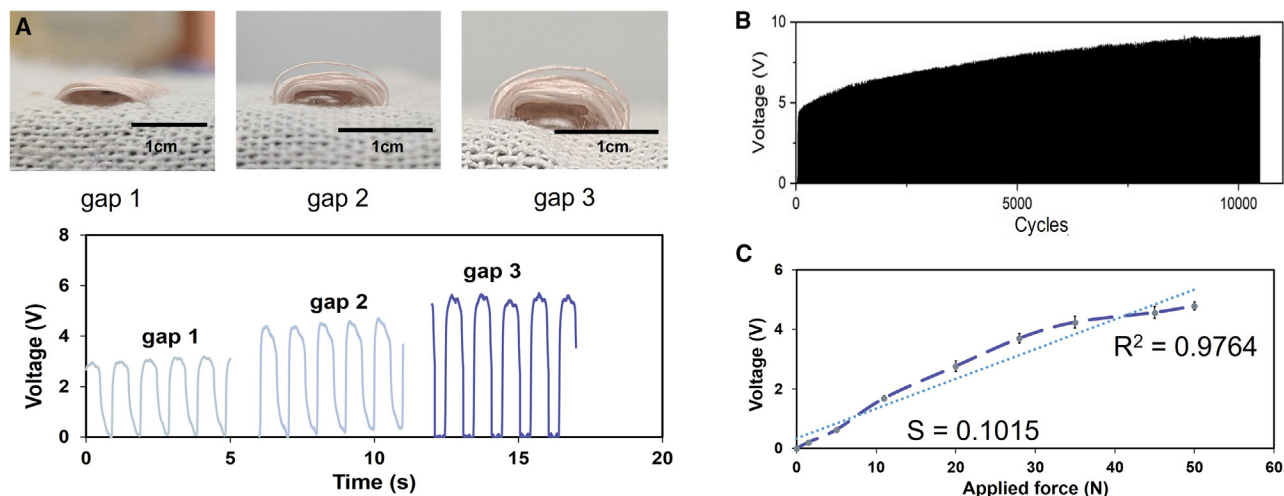 A
1cm
1cm
1cm
gap 1
gap 2
gap 3
8
6
4
2
0
Voltage (V)
gap 1
gap 2
gap 3
0
5
10
15
20
Time (s)
B
10
5
0
Voltage (V)
0
5000
10000
Cycles
C
6
4
2
0
Voltage (V)
R² = 0.9764
S = 0.1015
0
10
20
30
40
50
60
Applied force (N)